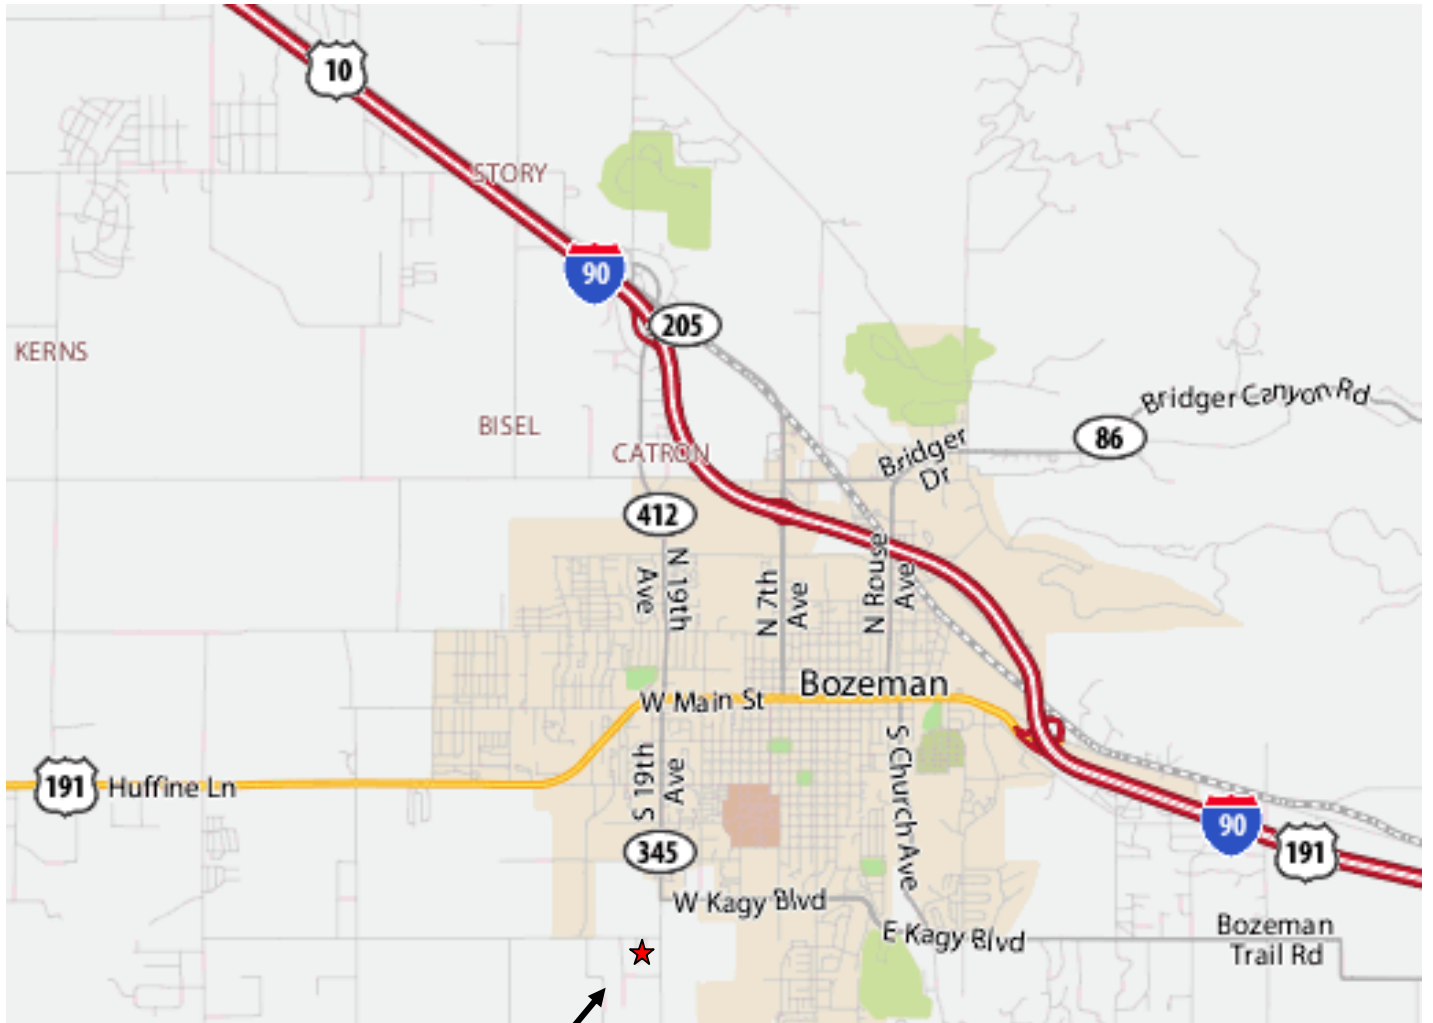 10
STORY
90
205
KERNS
Bridger Canyon Rd
BISEL
86
CATRON
Bridger
Dr
412
N 19th
Ave
N 7th
Ave
N Rouse
Ave
Bozeman
W Main St
S 19th
Ave
S Church Ave
191
Huffine Ln
90
191
345
W Kagy Blvd
E Kagy Blvd
Bozeman
Trail Rd